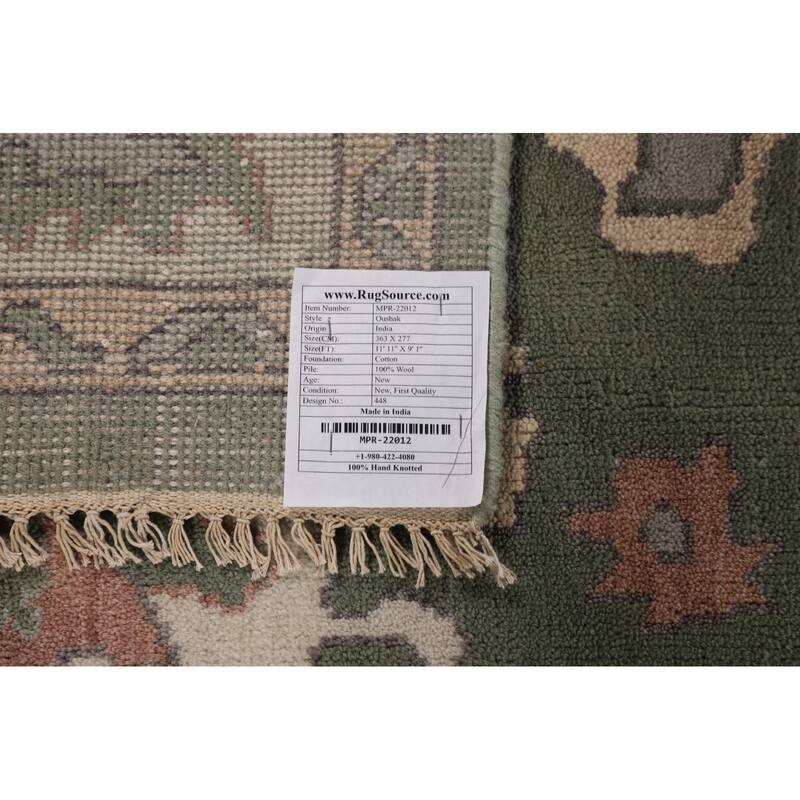 www.RugSource.com
Item Number: MPR-22012
Style Oushak
Origin India
Size(CM): 363 X 277
Size(FT): 11' 11" X 9' 1"
Foundation: Cotton
Pile: 100% Wool
Age: New
Condition: New, First Quality
Design No.: 448
Made in India
MPR-22012
+1-980-422-4080
100% Hand Knotted